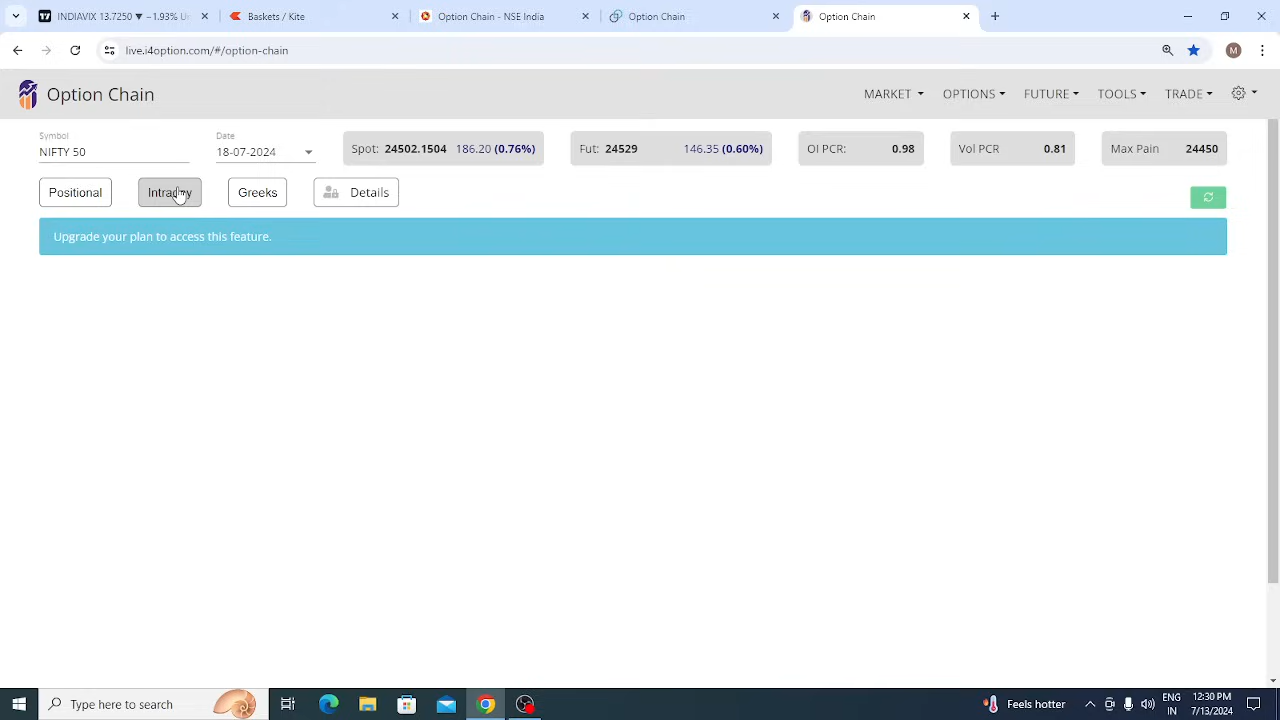 INDIAVIX 13.7250 ▼ −1.93% Un
Baskets / Kite
Option Chain - NSE India
Option Chain
Option Chain
live.i4option.com/#/option-chain
M
Option Chain
MARKET
OPTIONS
FUTURE
TOOLS
TRADE
Symbol
NIFTY 50
Date
18-07-2024
Spot: 24502.1504 186.20 (0.76%)
Fut: 24529 146.35 (0.60%)
OI PCR: 0.98
Vol PCR 0.81
Max Pain 24450
Positional
Intraday
Greeks
Details
Upgrade your plan to access this feature.
Type here to search
Feels hotter
ENG
IN
12:30 PM
7/13/2024